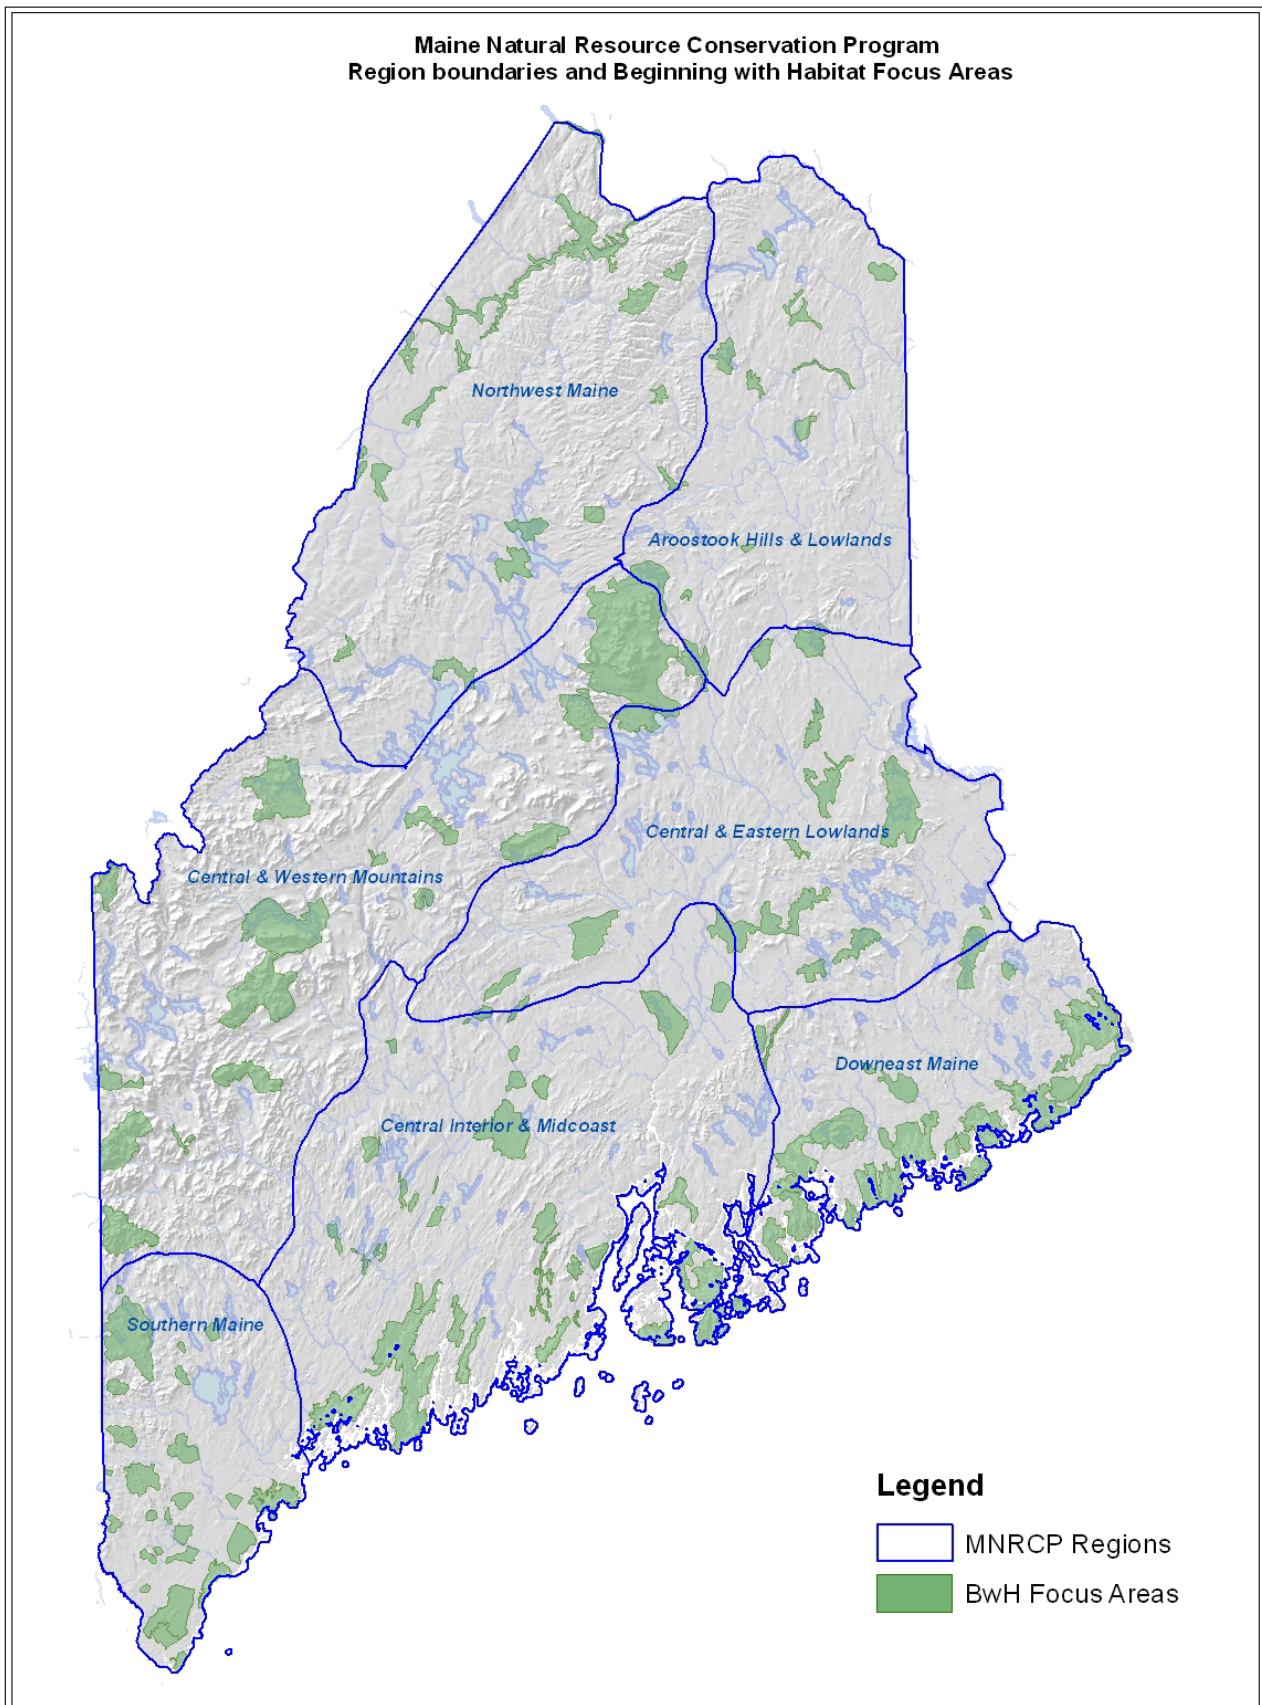 Maine Natural Resource Conservation Program
Region boundaries and Beginning with Habitat Focus Areas
Northwest Maine
Aroostook Hills & Lowlands
Central & Eastern Lowlands
Central & Western Mountains
Downeast Maine
Central Interior & Midcoast
Southern Maine
Legend
MNRCP Regions
BwH Focus Areas